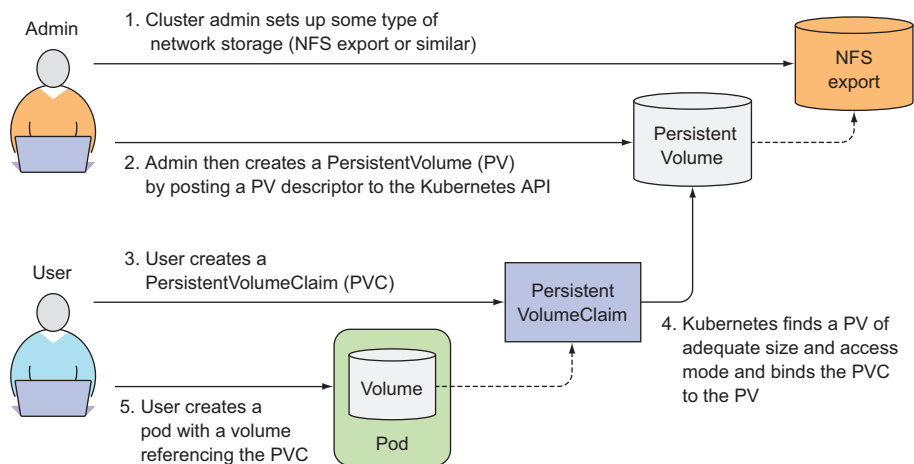 Admin
1. Cluster admin sets up some type of
network storage (NFS export or similar)
NFS
export
Persistent
Volume
2. Admin then creates a PersistentVolume (PV)
by posting a PV descriptor to the Kubernetes API
3. User creates a
PersistentVolumeClaim (PVC)
User
Persistent
VolumeClaim
4. Kubernetes finds a PV of
adequate size and access
mode and binds the PVC
to the PV
Volume
Pod
5. User creates a
pod with a volume
referencing the PVC